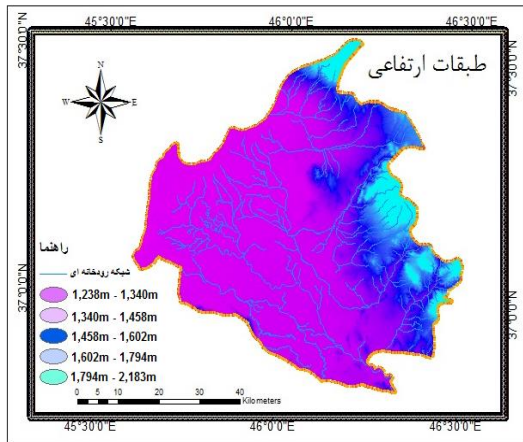 45°30'0"E 46°0'0"E 46°30'0"E
37°30'0"N
37°30'0"N
طبقات ارتفاعی
N
W E
S
راهنما
شبکه رودخانه ای
1,238m - 1,340m
1,340m - 1,458m
1,458m - 1,602m
1,602m - 1,794m
1,794m - 2,183m
37°0'0"N
37°0'0"N
0 5 10 20 30 40
Kilometers
45°30'0"E 46°0'0"E 46°30'0"E